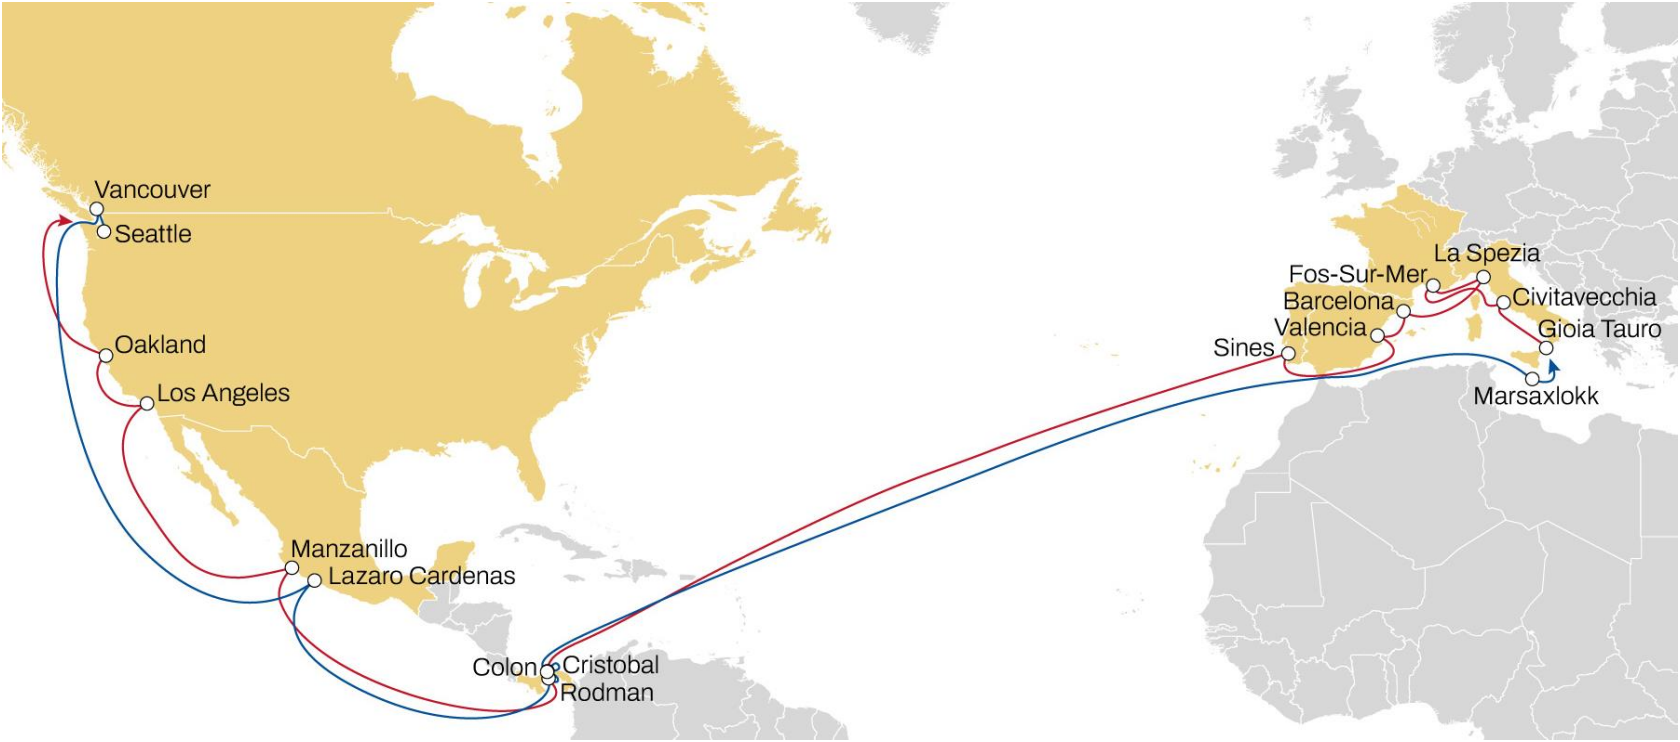 Vancouver
Seattle
La Spezia
Fos-Sur-Mer
Barcelona
Civitavecchia
Valencia
Gioia Tauro
Oakland
Sines
Los Angeles
Marsaxlokk
Manzanillo
Lazaro Cardenas
Colon
Cristobal
Rodman